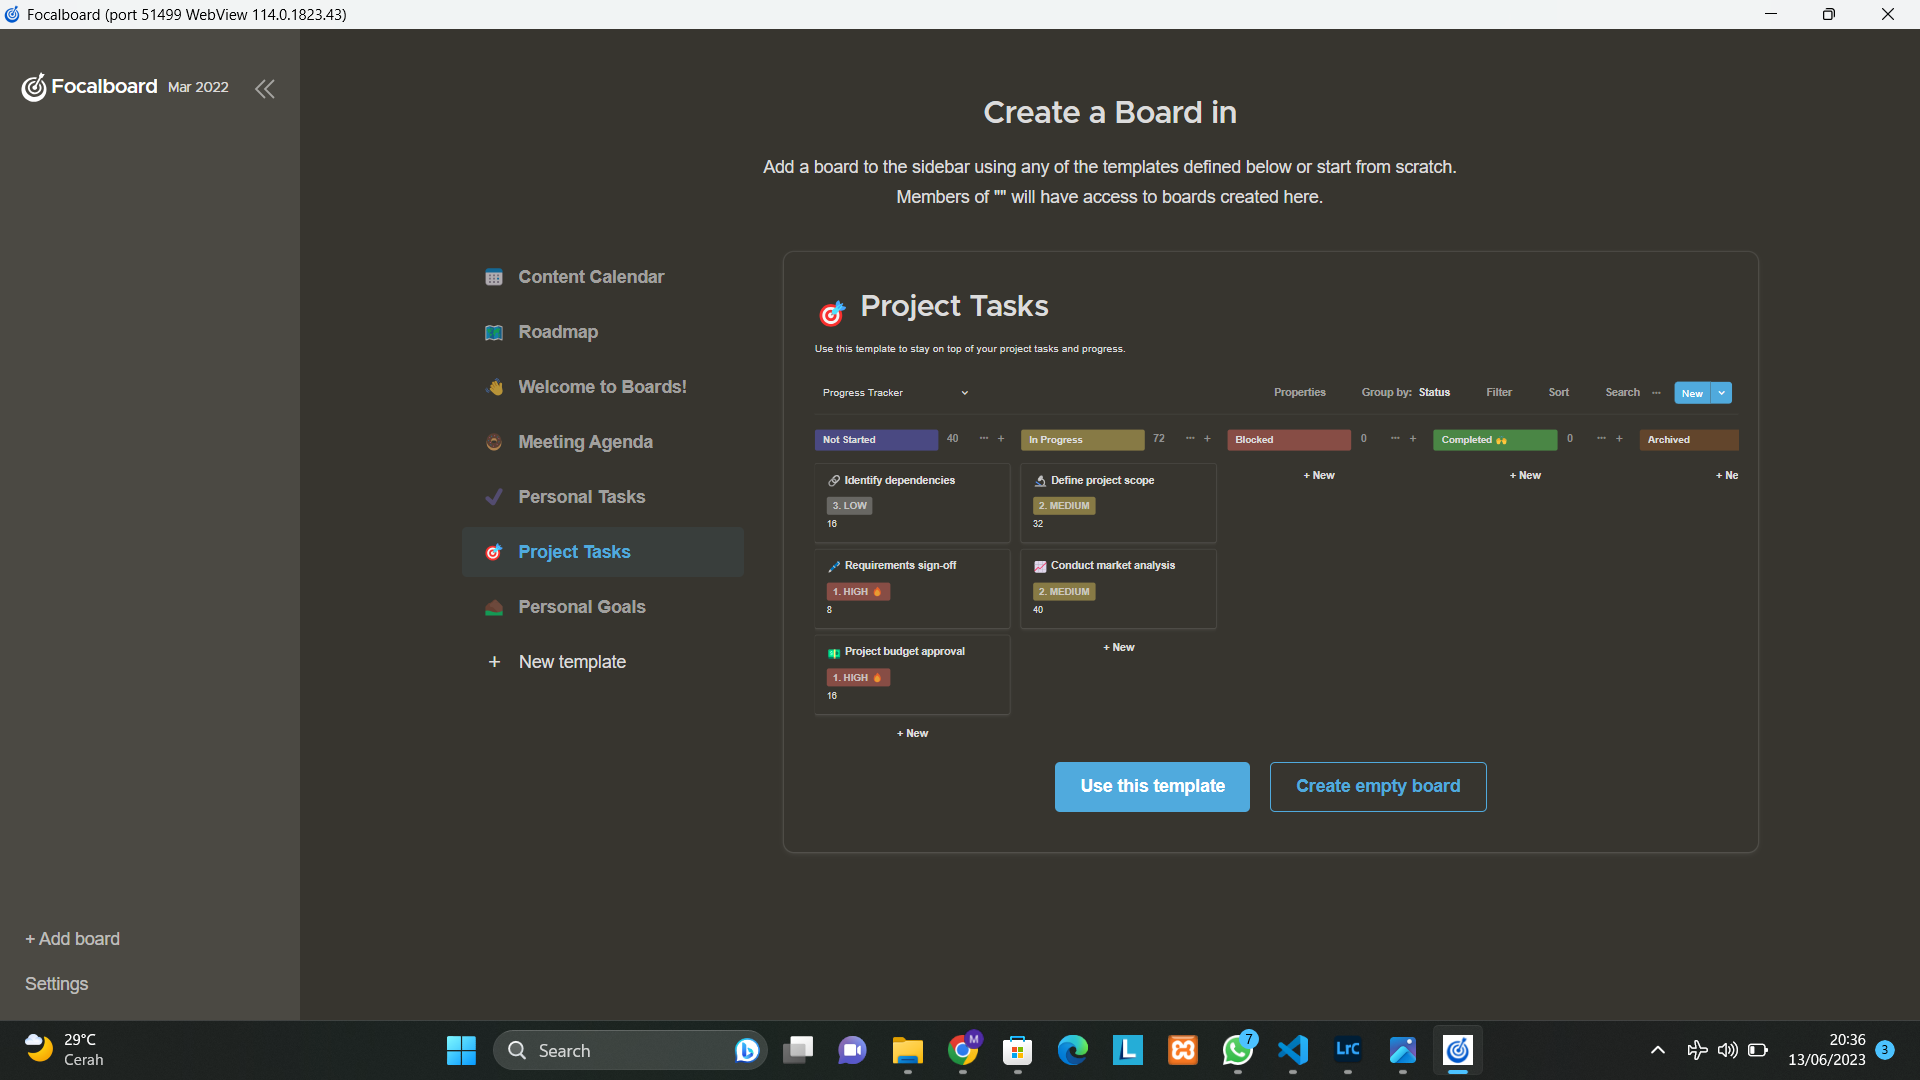 Focalboard (port 51499 WebView 114.0.1823.43)
Focalboard Mar 2022
Create a Board in
Add a board to the sidebar using any of the templates defined below or start from scratch.
Members of "" will have access to boards created here.
Content Calendar
Roadmap
Welcome to Boards!
Meeting Agenda
Personal Tasks
Project Tasks
Personal Goals
+ New template
Project Tasks
Use this template to stay on top of your project tasks and progress.
Progress Tracker
Properties Group by: Status Filter Sort Search ··· New
Not Started 40 ··· +
In Progress 72 ··· +
Blocked 0 ··· +
Completed 🙌 0 ··· +
Archived
Identify dependencies
3. LOW
16
Requirements sign-off
1. HIGH 🔥
8
Project budget approval
1. HIGH 🔥
16
+ New
Define project scope
2. MEDIUM
32
Conduct market analysis
2. MEDIUM
40
+ New
+ New
+ New
+ Ne
Use this template
Create empty board
+ Add board
Settings
29°C
Cerah
Search
M
L
7
LrC
20:36
13/06/2023
3